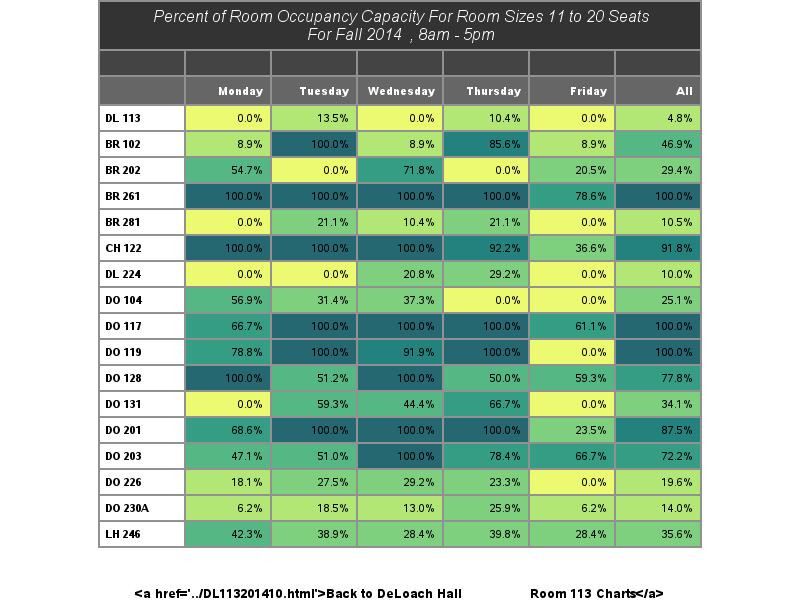 Percent of Room Occupancy Capacity For Room Sizes 11 to 20 Seats
For Fall 2014 , 8am - 5pm
Monday Tuesday Wednesday Thursday Friday All
DL 113 0.0% 13.5% 0.0% 10.4% 0.0% 4.8%
BR 102 8.9% 100.0% 8.9% 85.6% 8.9% 46.9%
BR 202 54.7% 0.0% 71.8% 0.0% 20.5% 29.4%
BR 261 100.0% 100.0% 100.0% 100.0% 78.6% 100.0%
BR 281 0.0% 21.1% 10.4% 21.1% 0.0% 10.5%
CH 122 100.0% 100.0% 100.0% 92.2% 36.6% 91.8%
DL 224 0.0% 0.0% 20.8% 29.2% 0.0% 10.0%
DO 104 56.9% 31.4% 37.3% 0.0% 0.0% 25.1%
DO 117 66.7% 100.0% 100.0% 100.0% 61.1% 100.0%
DO 119 78.8% 100.0% 91.9% 100.0% 0.0% 100.0%
DO 128 100.0% 51.2% 100.0% 50.0% 59.3% 77.8%
DO 131 0.0% 59.3% 44.4% 66.7% 0.0% 34.1%
DO 201 68.6% 100.0% 100.0% 100.0% 23.5% 87.5%
DO 203 47.1% 51.0% 100.0% 78.4% 66.7% 72.2%
DO 226 18.1% 27.5% 29.2% 23.3% 0.0% 19.6%
DO 230A 6.2% 18.5% 13.0% 25.9% 6.2% 14.0%
LH 246 42.3% 38.9% 28.4% 39.8% 28.4% 35.6%
<a href='../DL113201410.html'>Back to DeLoach Hall Room 113 Charts</a>